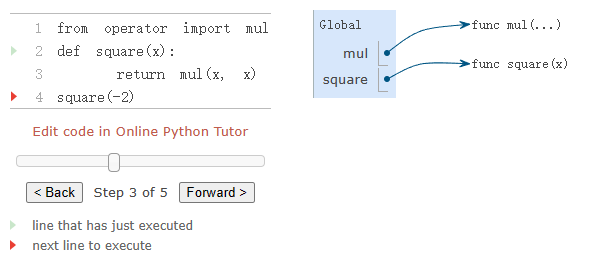 1 from operator import mul
2 def square(x):
3 return mul(x, x)
4 square(-2)
Edit code in Online Python Tutor
< Back Step 3 of 5 Forward >
line that has just executed
next line to execute
Global
mul
square
func mul(...)
func square(x)